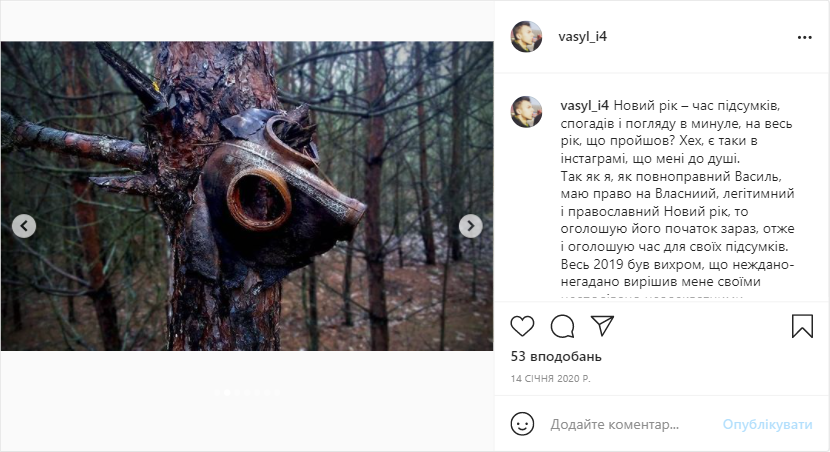 vasyl_i4
vasyl_i4 Новий рік – час підсумків,
спогадів і погляду в минуле, на весь
рік, що пройшов? Хех, є таки в
інстаграмі, що мені до душі.
Так як я, як повноправний Василь,
маю право на Власниий, легітимний
і православний Новий рік, то
оголошую його початок зараз, отже
і оголошую час для своїх підсумків.
Весь 2019 був вихром, що неждано-
негадано вирішив мене своїми
53 вподобань
14 СІЧНЯ 2020 Р.
Додайте коментар... Опублікувати